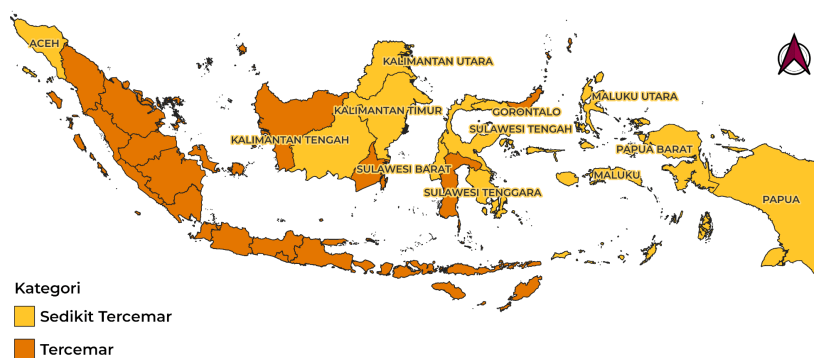 ACEH
KALIMANTAN UTARA
KALIMANTAN TIMUR
KALIMANTAN TENGAH
GORONTALO
MALUKU UTARA
SULAWESI TENGAH
PAPUA BARAT
SULAWESI BARAT
MALUKU
SULAWESI TENGGARA
PAPUA
Kategori
Sedikit Tercemar
Tercemar